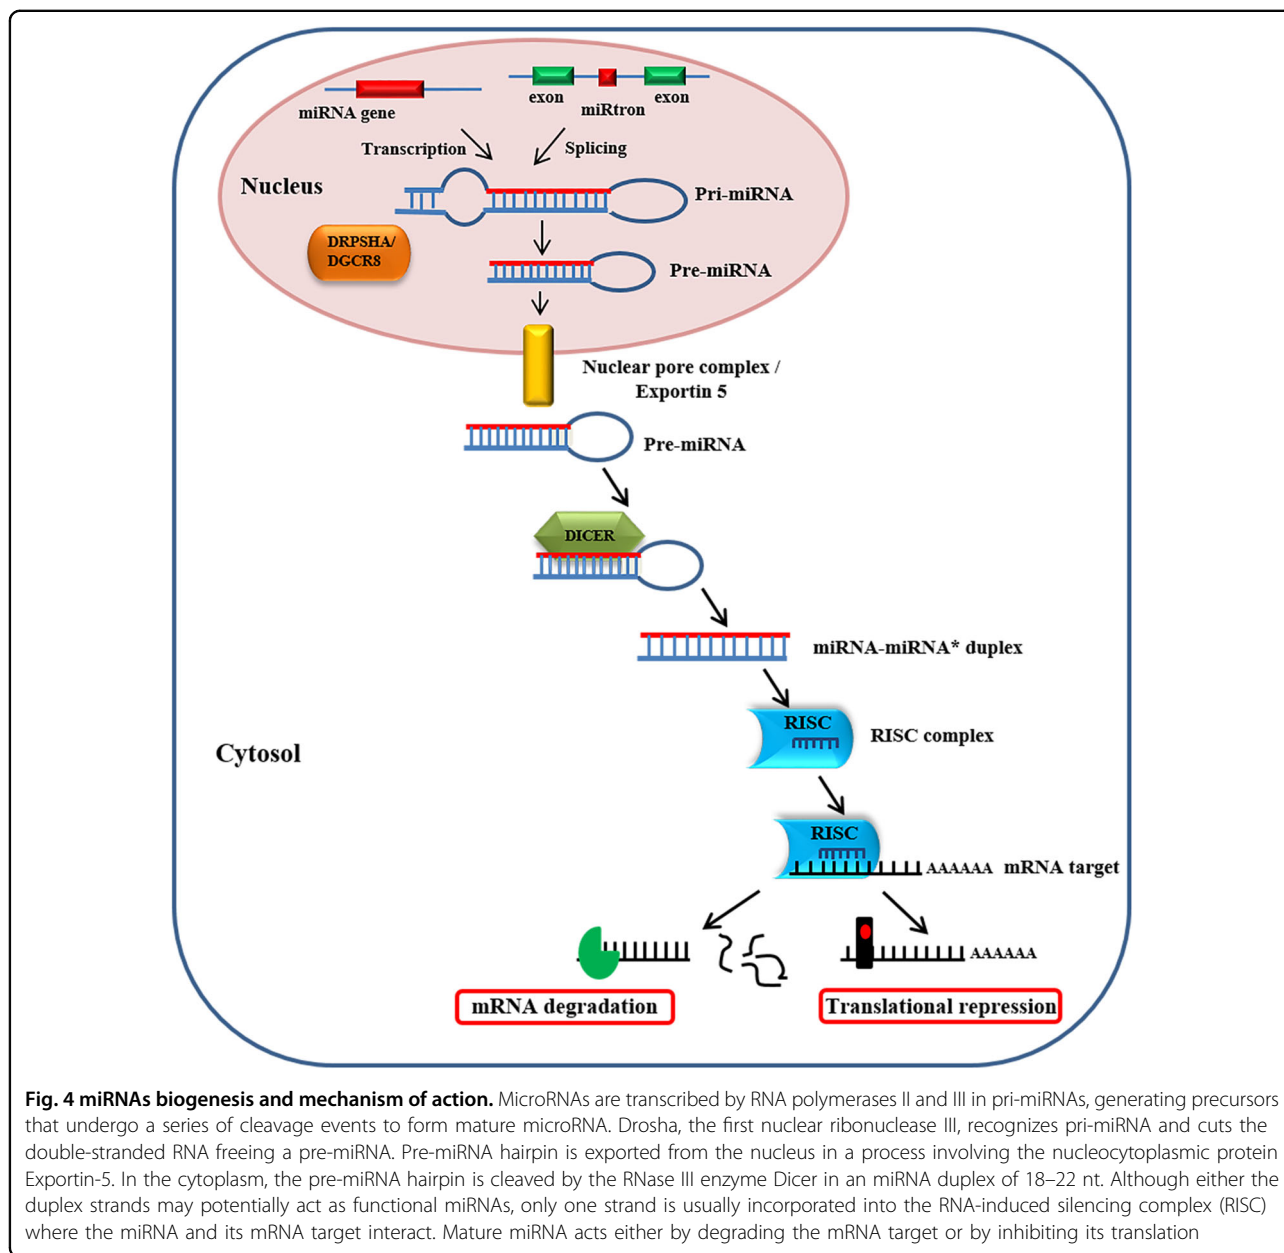 exon
exon
miRNA gene
miRtron
Transcription
Splicing
Nucleus
Pri-miRNA
DRPSHA/
DGCR8
Pre-miRNA
Nuclear pore complex /
Exportin 5
Pre-miRNA
DICER
miRNA-miRNA* duplex
RISC
RISC complex
Cytosol
RISC
AAAAAA mRNA target
AAAAAA
mRNA degradation
Translational repression
Fig. 4 miRNAs biogenesis and mechanism of action. MicroRNAs are transcribed by RNA polymerases II and III in pri-miRNAs, generating precursors
that undergo a series of cleavage events to form mature microRNA. Drosha, the first nuclear ribonuclease III, recognizes pri-miRNA and cuts the
double-stranded RNA freeing a pre-miRNA. Pre-miRNA hairpin is exported from the nucleus in a process involving the nucleocytoplasmic protein
Exportin-5. In the cytoplasm, the pre-miRNA hairpin is cleaved by the RNase III enzyme Dicer in an miRNA duplex of 18–22 nt. Although either the
duplex strands may potentially act as functional miRNAs, only one strand is usually incorporated into the RNA-induced silencing complex (RISC)
where the miRNA and its mRNA target interact. Mature miRNA acts either by degrading the mRNA target or by inhibiting its translation